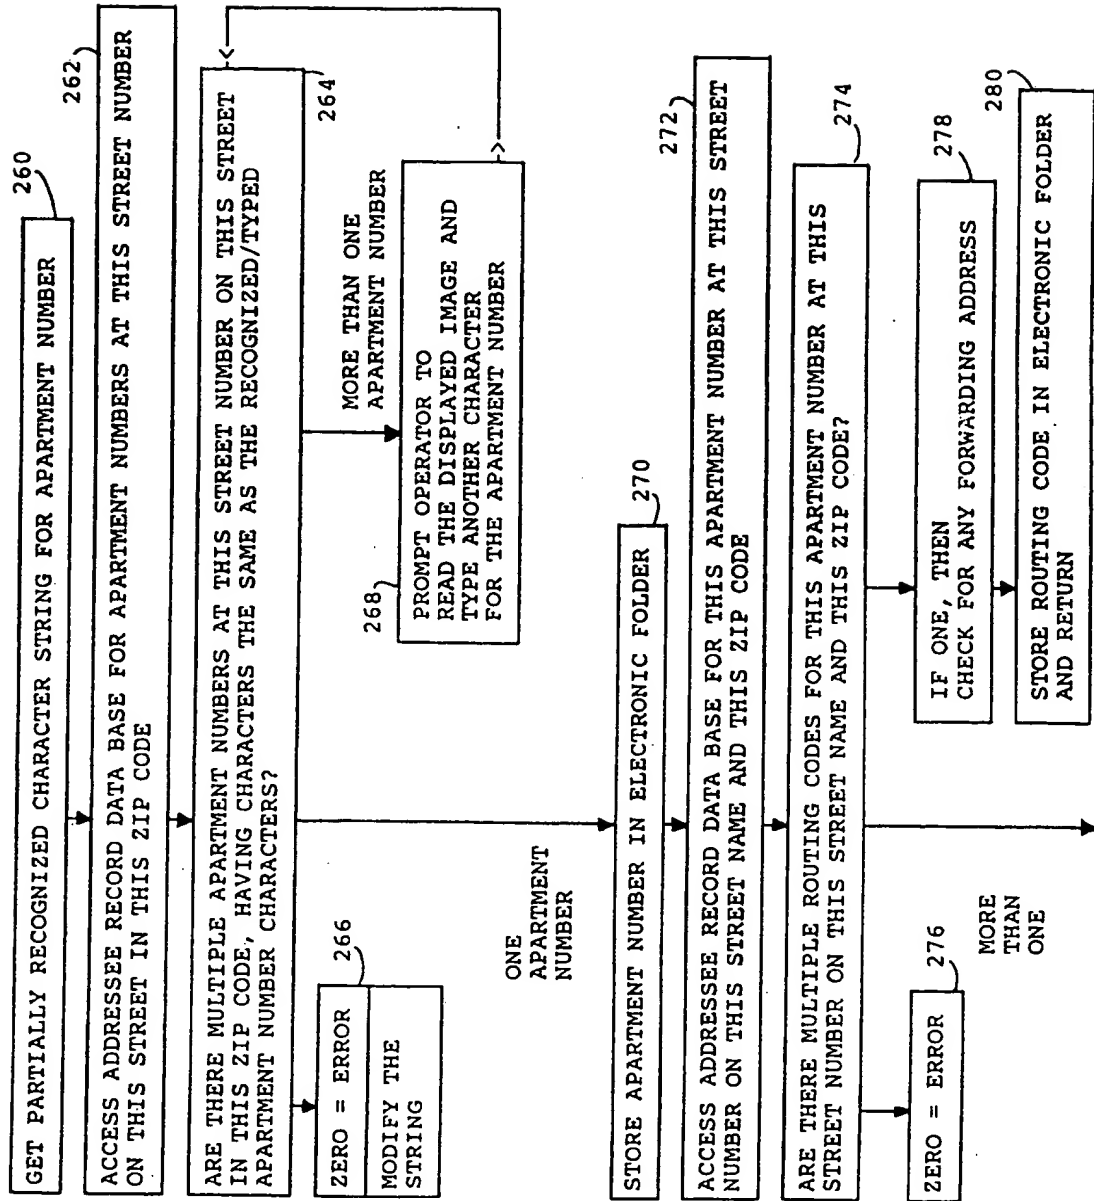 260
GET PARTIALLY RECOGNIZED CHARACTER STRING FOR APARTMENT NUMBER
262
ACCESS ADDRESSEE RECORD DATA BASE FOR APARTMENT NUMBERS AT THIS STREET NUMBER
ON THIS STREET IN THIS ZIP CODE
ARE THERE MULTIPLE APARTMENT NUMBERS AT THIS STREET NUMBER ON THIS STREET
IN THIS ZIP CODE, HAVING CHARACTERS THE SAME AS THE RECOGNIZED/TYPED
APARTMENT NUMBER CHARACTERS?
264
ZERO = ERROR
266
MODIFY THE
STRING
MORE THAN ONE
APARTMENT NUMBER
268
PROMPT OPERATOR TO
READ THE DISPLAYED IMAGE AND
TYPE ANOTHER CHARACTER
FOR THE APARTMENT NUMBER
ONE
APARTMENT
NUMBER
270
STORE APARTMENT NUMBER IN ELECTRONIC FOLDER
272
ACCESS ADDRESSEE RECORD DATA BASE FOR THIS APARTMENT NUMBER AT THIS STREET
NUMBER ON THIS STREET NAME AND THIS ZIP CODE
274
ARE THERE MULTIPLE ROUTING CODES FOR THIS APARTMENT NUMBER AT THIS
STREET NUMBER ON THIS STREET NAME AND THIS ZIP CODE?
276
ZERO = ERROR
MORE
THAN
ONE
278
IF ONE, THEN
CHECK FOR ANY FORWARDING ADDRESS
280
STORE ROUTING CODE IN ELECTRONIC FOLDER
AND RETURN